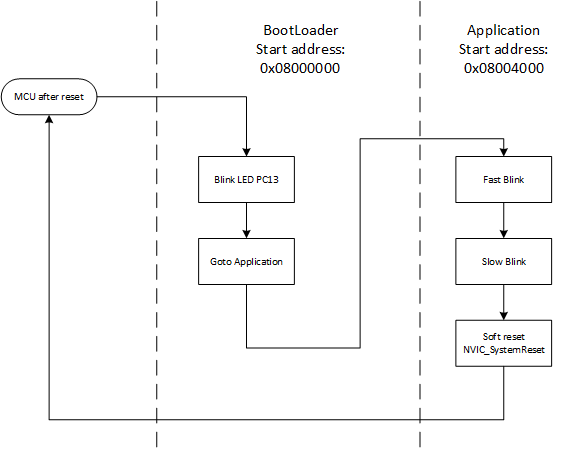 BootLoader
Start address:
0x08000000
Application
Start address:
0x08004000
MCU after reset
Blink LED PC13
Fast Blink
Goto Application
Slow Blink
Soft reset
NVIC_SystemReset